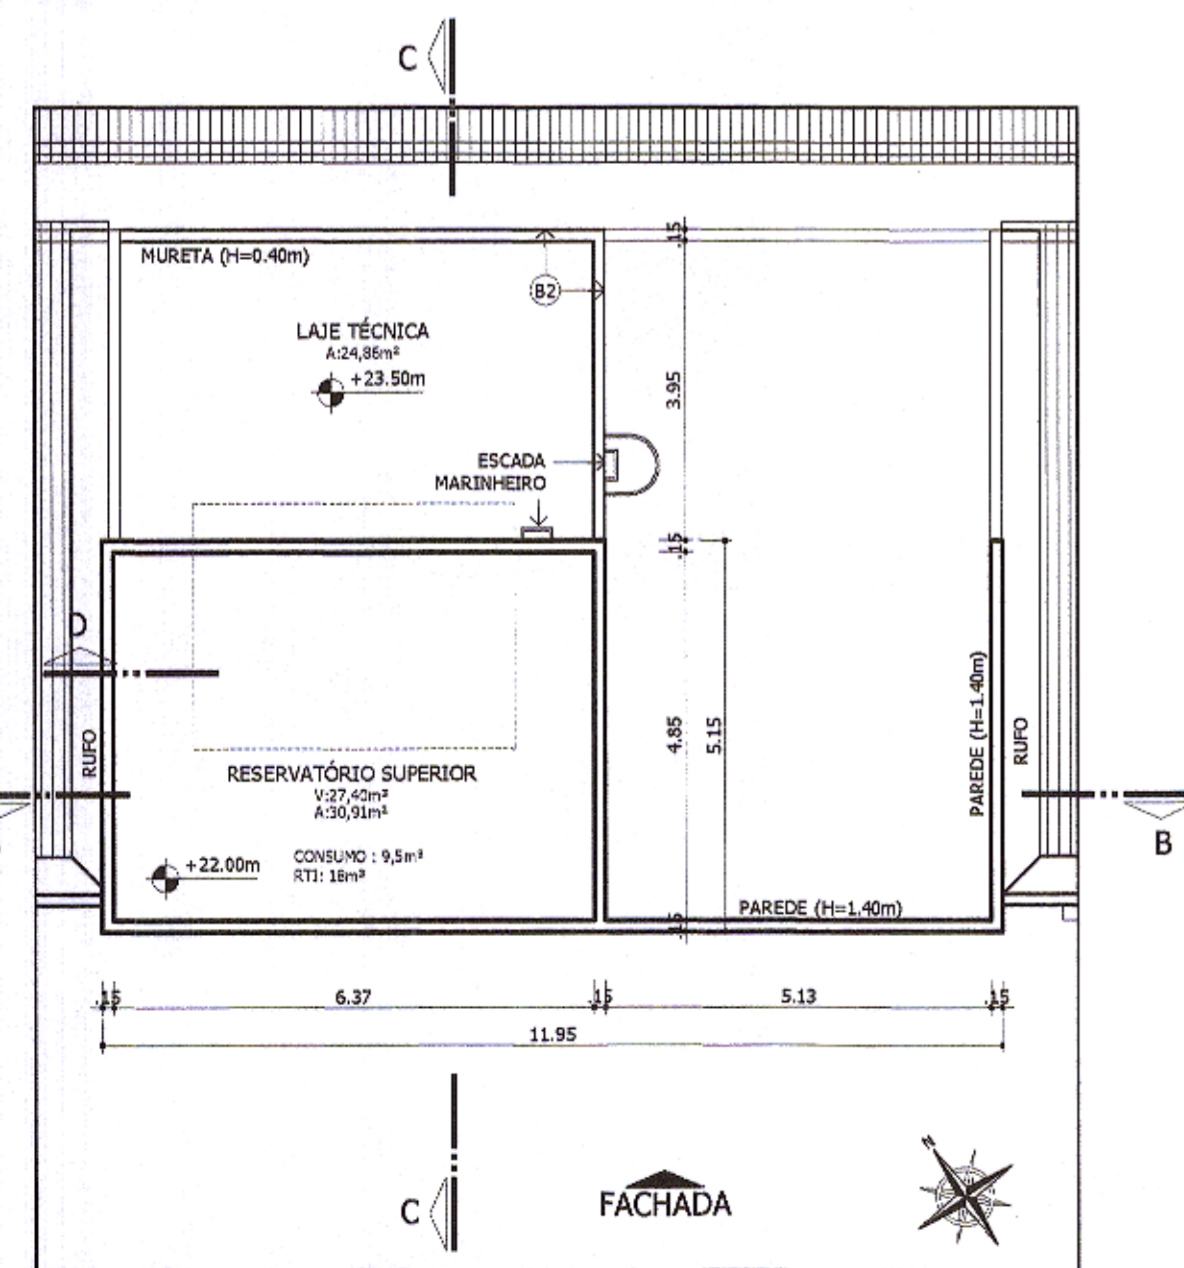 C
.15
MURETA (H=0.40m)
B2
LAJE TÉCNICA
A:24,86m²
+23.50m
3.95
ESCADA
MARINHEIRO
.15
D
RUFO
4.85
5.15
PAREDE (H=1.40m)
RUFO
RESERVATÓRIO SUPERIOR
V:27,40m³
A:30,91m²
B
CONSUMO : 9,5m³
+22.00m
RTI: 18m³
PAREDE (H=1.40m)
.15
.15
6.37
.15
5.13
.15
11.95
N
C
FACHADA